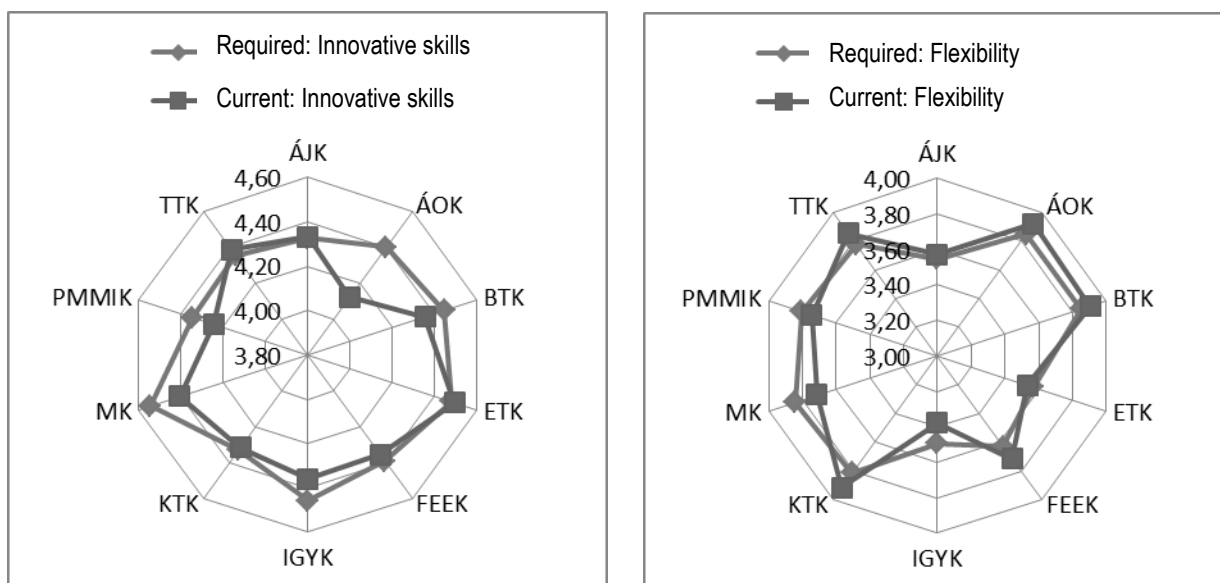 Required: Innovative skills
Current: Innovative skills
ÁJK
4,60
TTK
ÁOK
4,40
4,20
PMMIK
BTK
4,00
3,80
MK
ETK
KTK
FEEK
IGYK
Required: Flexibility
Current: Flexibility
ÁJK
4,00
TTK
ÁOK
3,80
3,60
PMMIK
BTK
3,40
3,20
3,00
MK
ETK
KTK
FEEK
IGYK